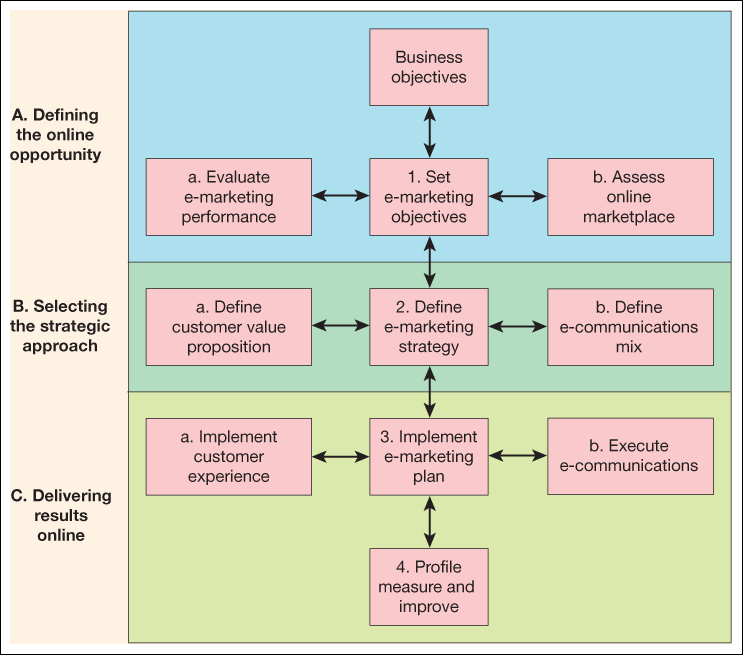 Business
objectives
A. Defining
the online
opportunity
a. Evaluate
e-marketing
performance
1. Set
e-marketing
objectives
b. Assess
online
marketplace
B. Selecting
the strategic
approach
a. Define
customer value
proposition
2. Define
e-marketing
strategy
b. Define
e-communications
mix
a. Implement
customer
experience
3. Implement
e-marketing
plan
b. Execute
e-communications
C. Delivering
results
online
4. Profile
measure and
improve